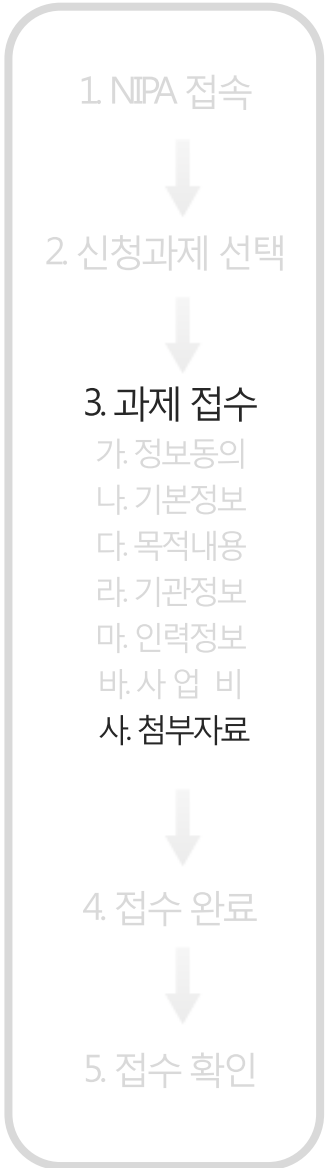 1. NIPA 접속
2. 신청과제 선택
3. 과제 접수
가. 정보동의
나. 기본정보
다. 목적내용
라. 기관정보
마. 인력정보
바. 사 업 비
사. 첨부자료
4. 접수 완료
5. 접수 확인